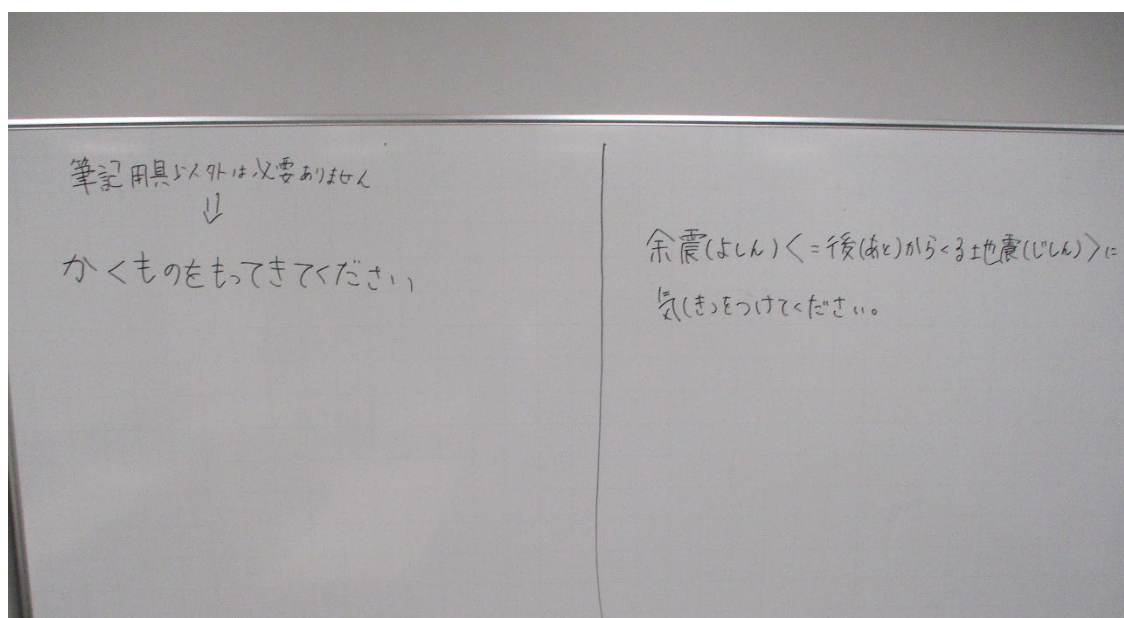 筆記用具以外は必要ありません
⇓
かくものをもってきてください
余震(よしん)<=後(あと)からくる地震(じしん)>に
気(き)をつけてください。